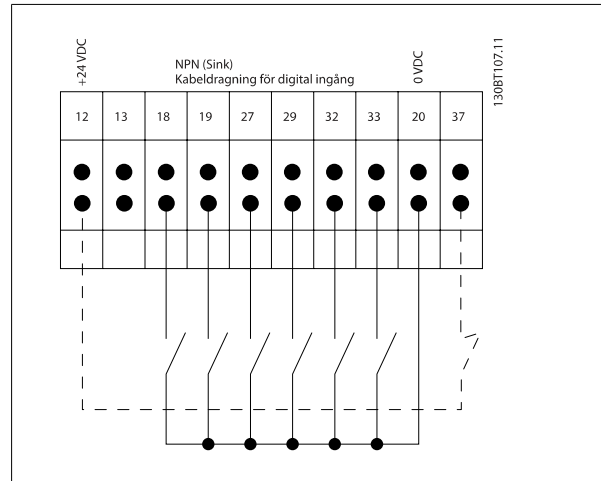 +24 VDC
NPN (Sink)
Kabeldragning för digital ingång
0 VDC
130BT107.11
12 13 18 19 27 29 32 33 20 37